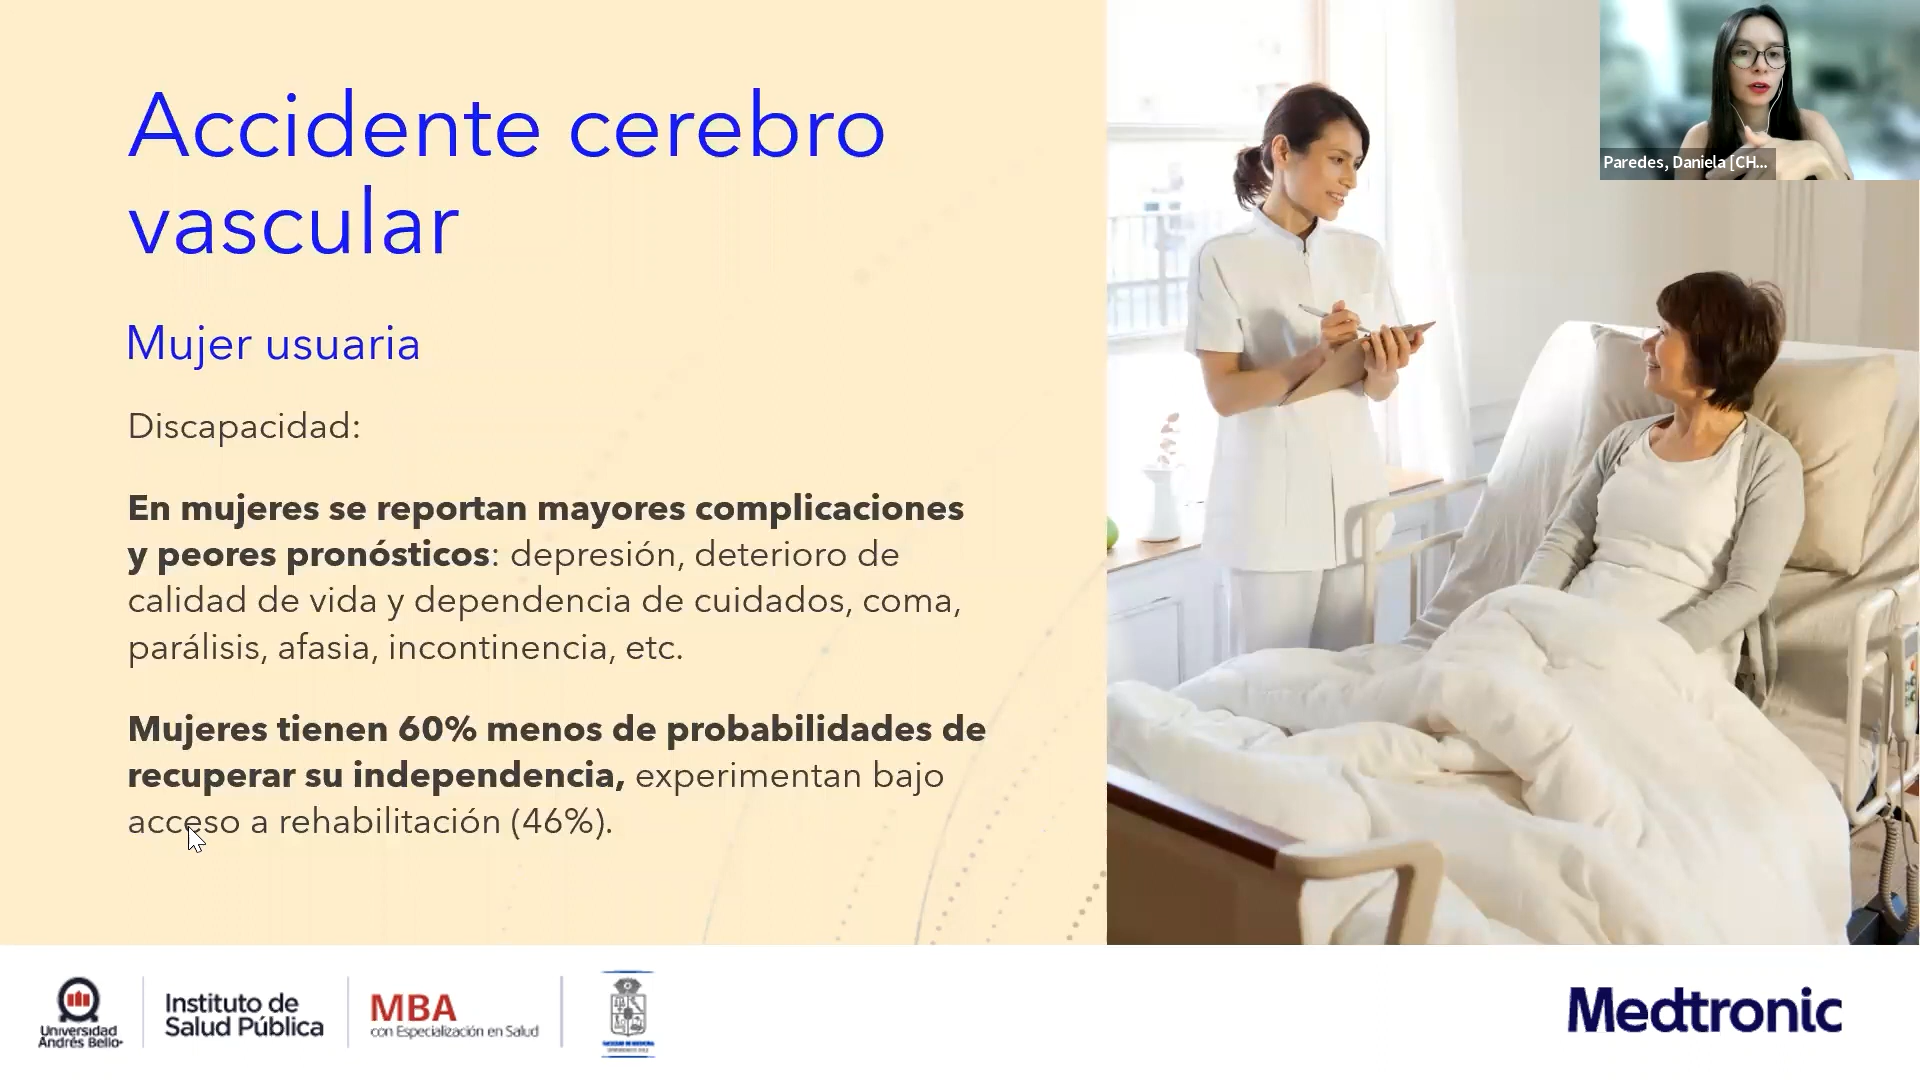 Accidente cerebro
vascular
Mujer usuaria
Discapacidad:
En mujeres se reportan mayores complicaciones
y peores pronósticos: depresión, deterioro de
calidad de vida y dependencia de cuidados, coma,
parálisis, afasia, incontinencia, etc.
Mujeres tienen 60% menos de probabilidades de
recuperar su independencia, experimentan bajo
acceso a rehabilitación (46%).
Paredes, Daniela [CH...
Universidad
Andrés Bello
Instituto de
Salud Pública
MBA
con Especialización en Salud
Medtronic